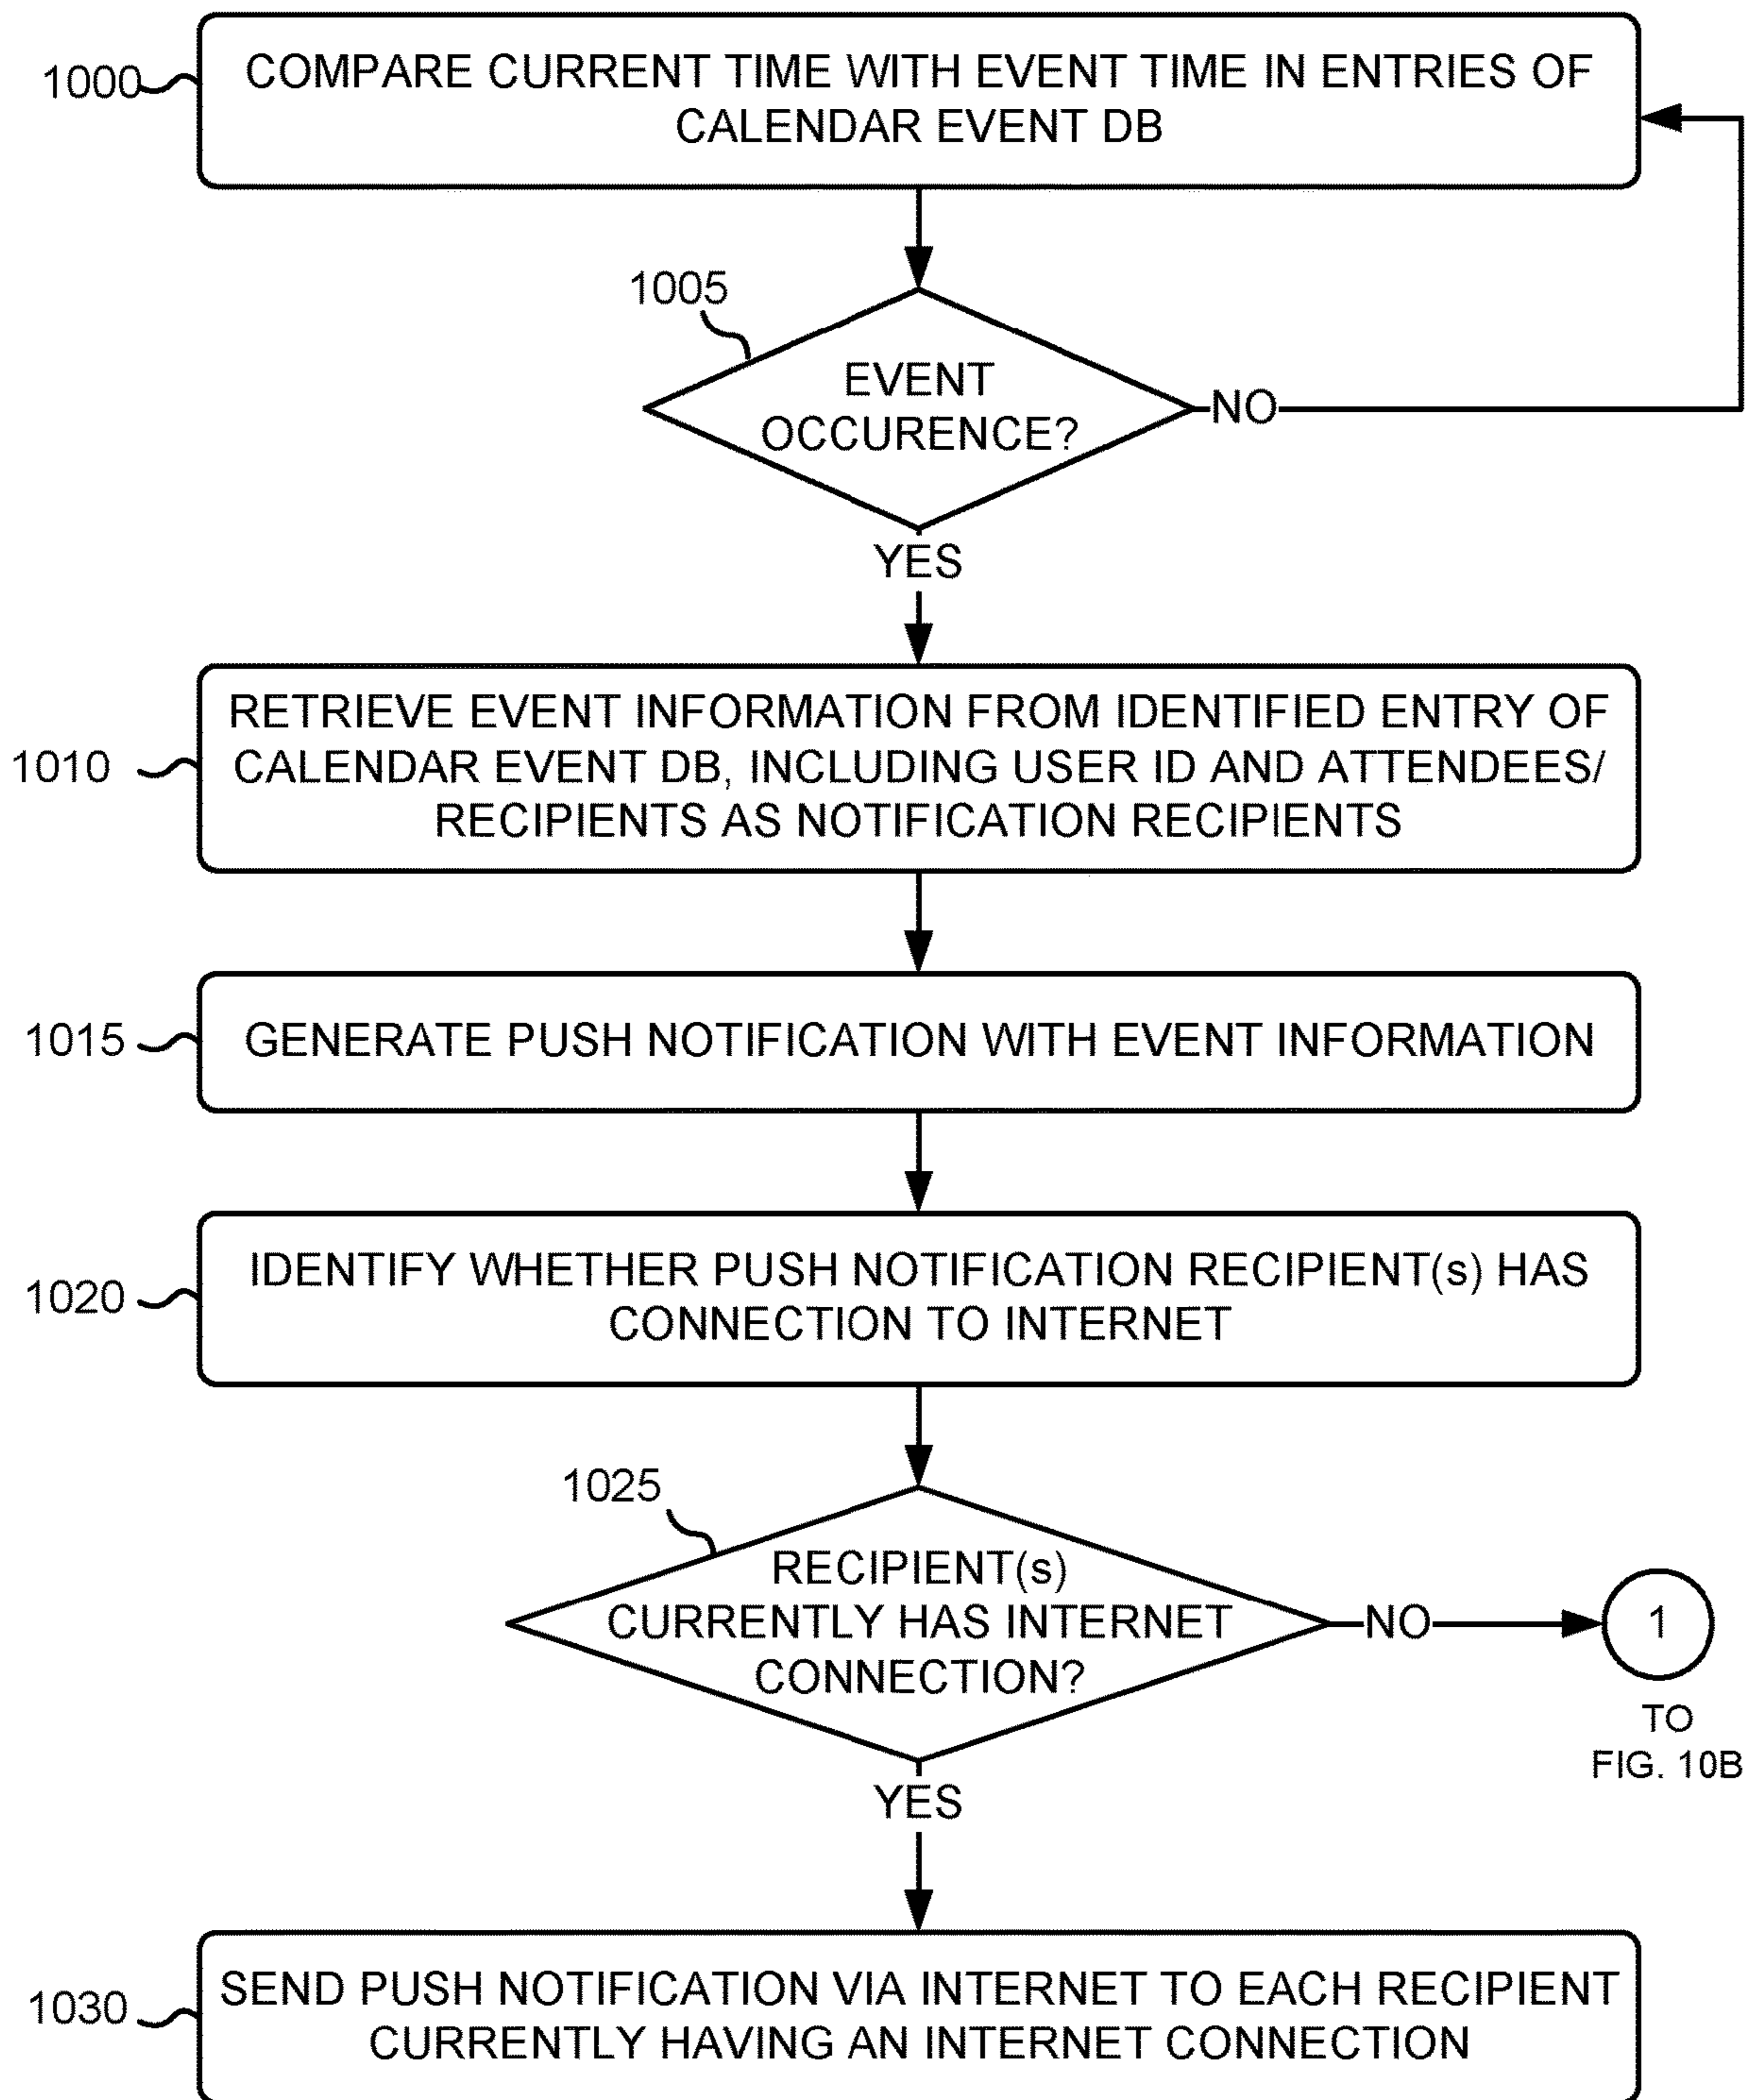 1000
COMPARE CURRENT TIME WITH EVENT TIME IN ENTRIES OF
CALENDAR EVENT DB
1005
EVENT
OCCURENCE?
NO
YES
1010
RETRIEVE EVENT INFORMATION FROM IDENTIFIED ENTRY OF
CALENDAR EVENT DB, INCLUDING USER ID AND ATTENDEES/
RECIPIENTS AS NOTIFICATION RECIPIENTS
1015
GENERATE PUSH NOTIFICATION WITH EVENT INFORMATION
1020
IDENTIFY WHETHER PUSH NOTIFICATION RECIPIENT(s) HAS
CONNECTION TO INTERNET
1025
RECIPIENT(s)
CURRENTLY HAS INTERNET
CONNECTION?
NO
1
TO
FIG. 10B
YES
1030
SEND PUSH NOTIFICATION VIA INTERNET TO EACH RECIPIENT
CURRENTLY HAVING AN INTERNET CONNECTION